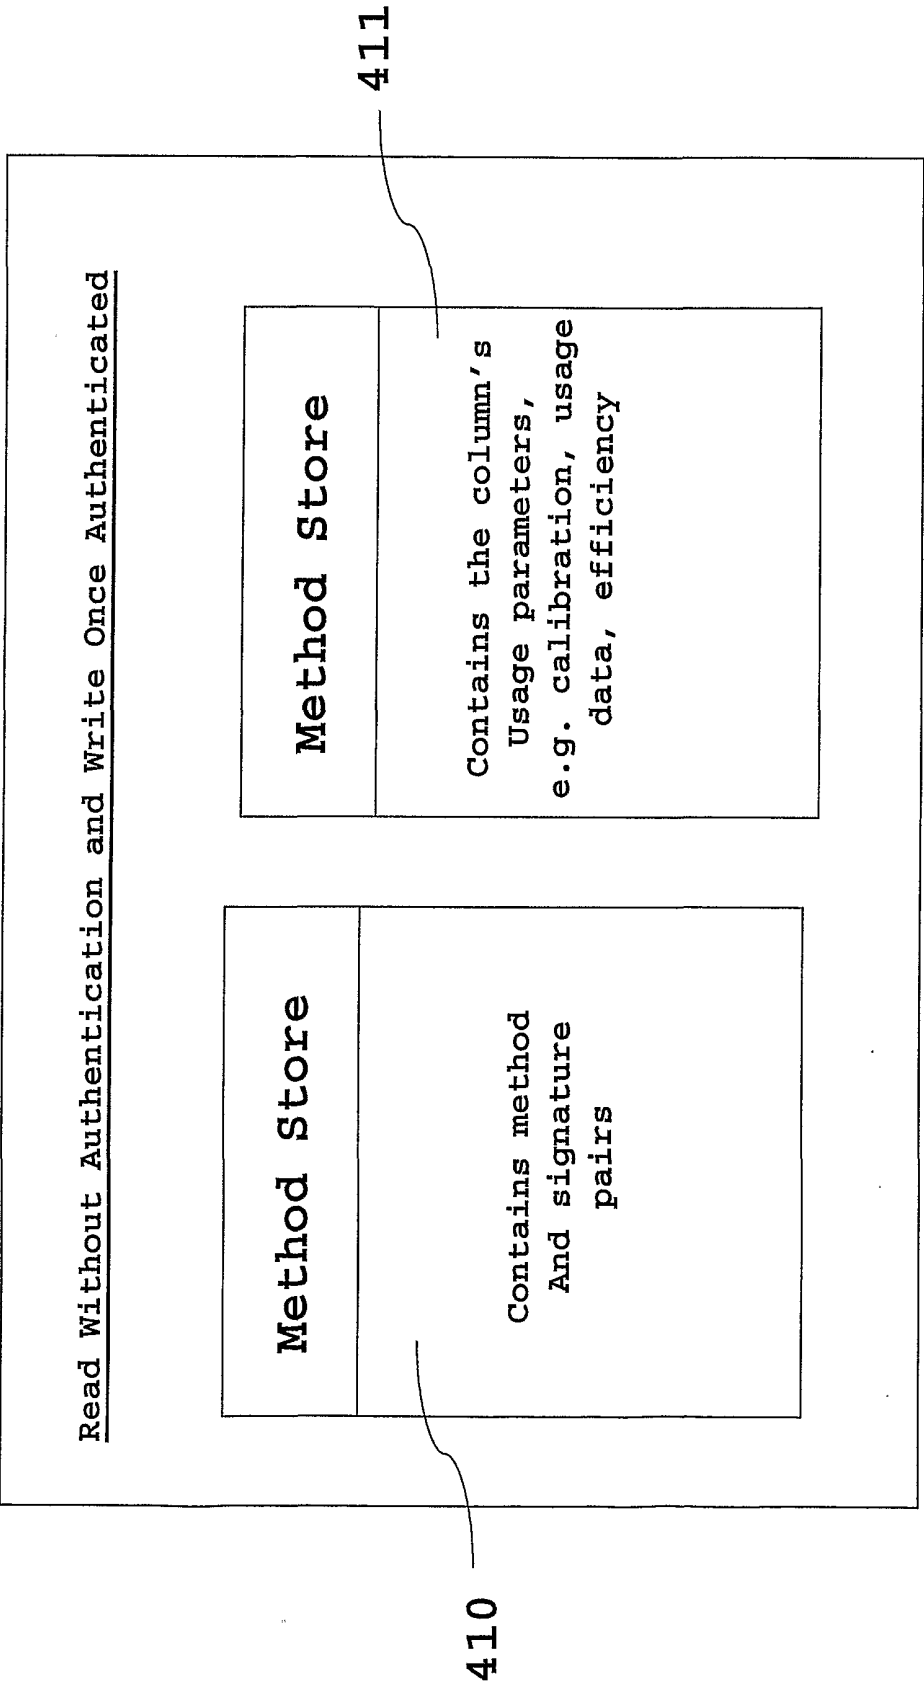 Read Without Authentication and Write Once Authenticated
Method Store
Contains method
And signature
pairs
410
Method Store
Contains the column's
Usage parameters,
e.g. calibration, usage
data, efficiency
411